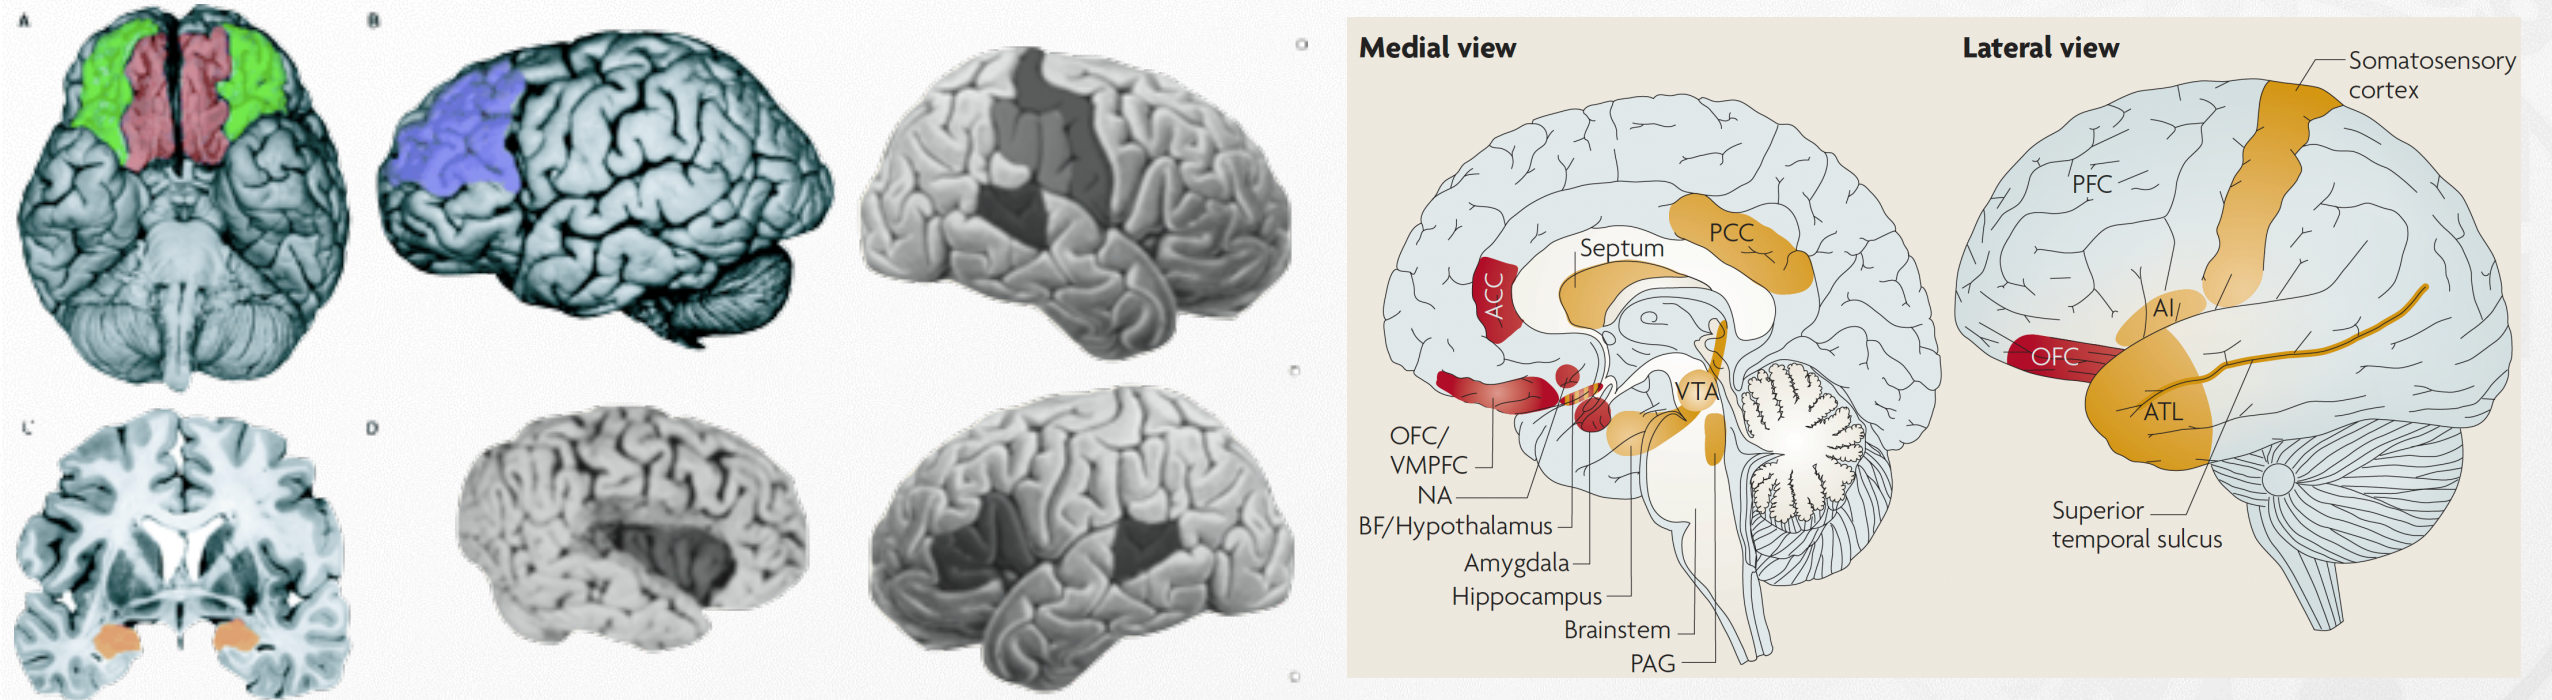 A
B
D
Medial view
Septum
PCC
ACC
VTA
OFC/
VMPFC
NA
BF/Hypothalamus
Amygdala
Hippocampus
Brainstem
PAG
Lateral view
Somatosensory
cortex
PFC
AI
OFC
ATL
Superior
temporal sulcus